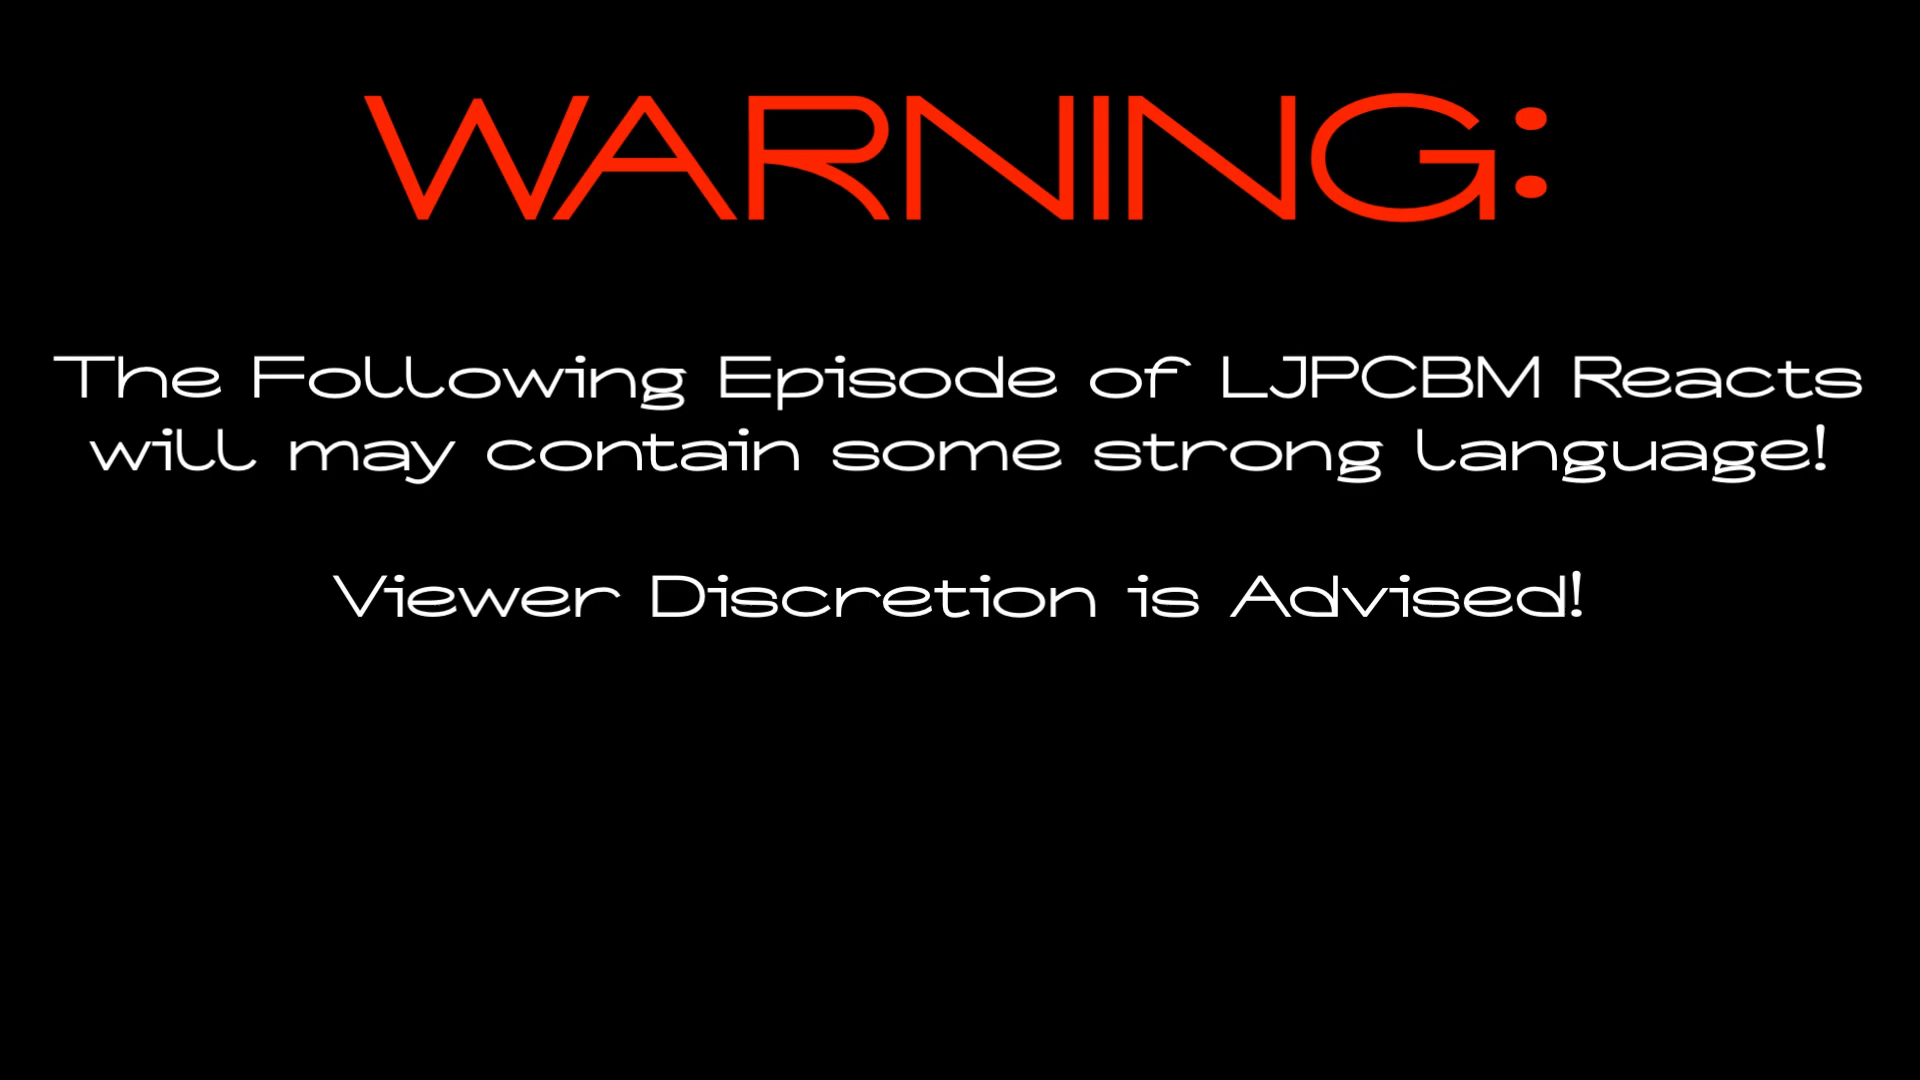 WARNING:
The Following Episode of LJPCBM Reacts
will may contain some strong language!
Viewer Discretion is Advised!